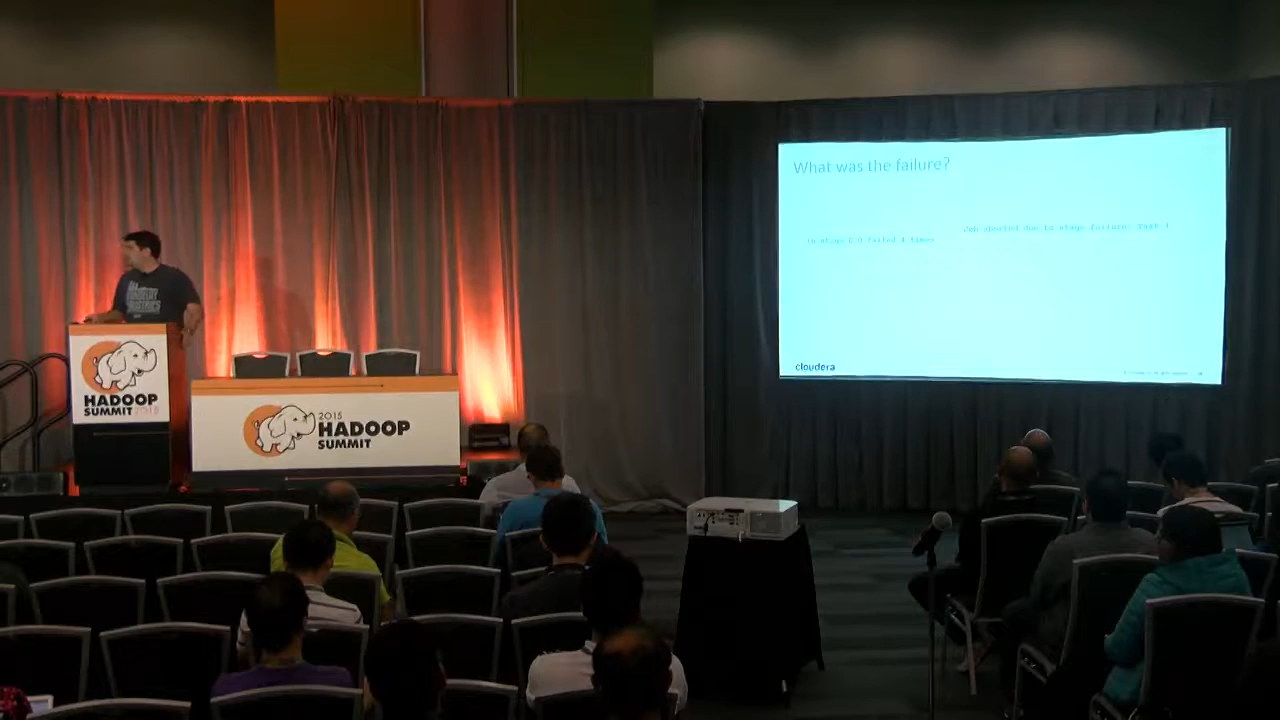 What was the failure?
Job aborted due to stage failure: Task 1
in stage 0.0 failed 4 times
cloudera
HADOOP
SUMMIT 2015
2015
HADOOP
SUMMIT